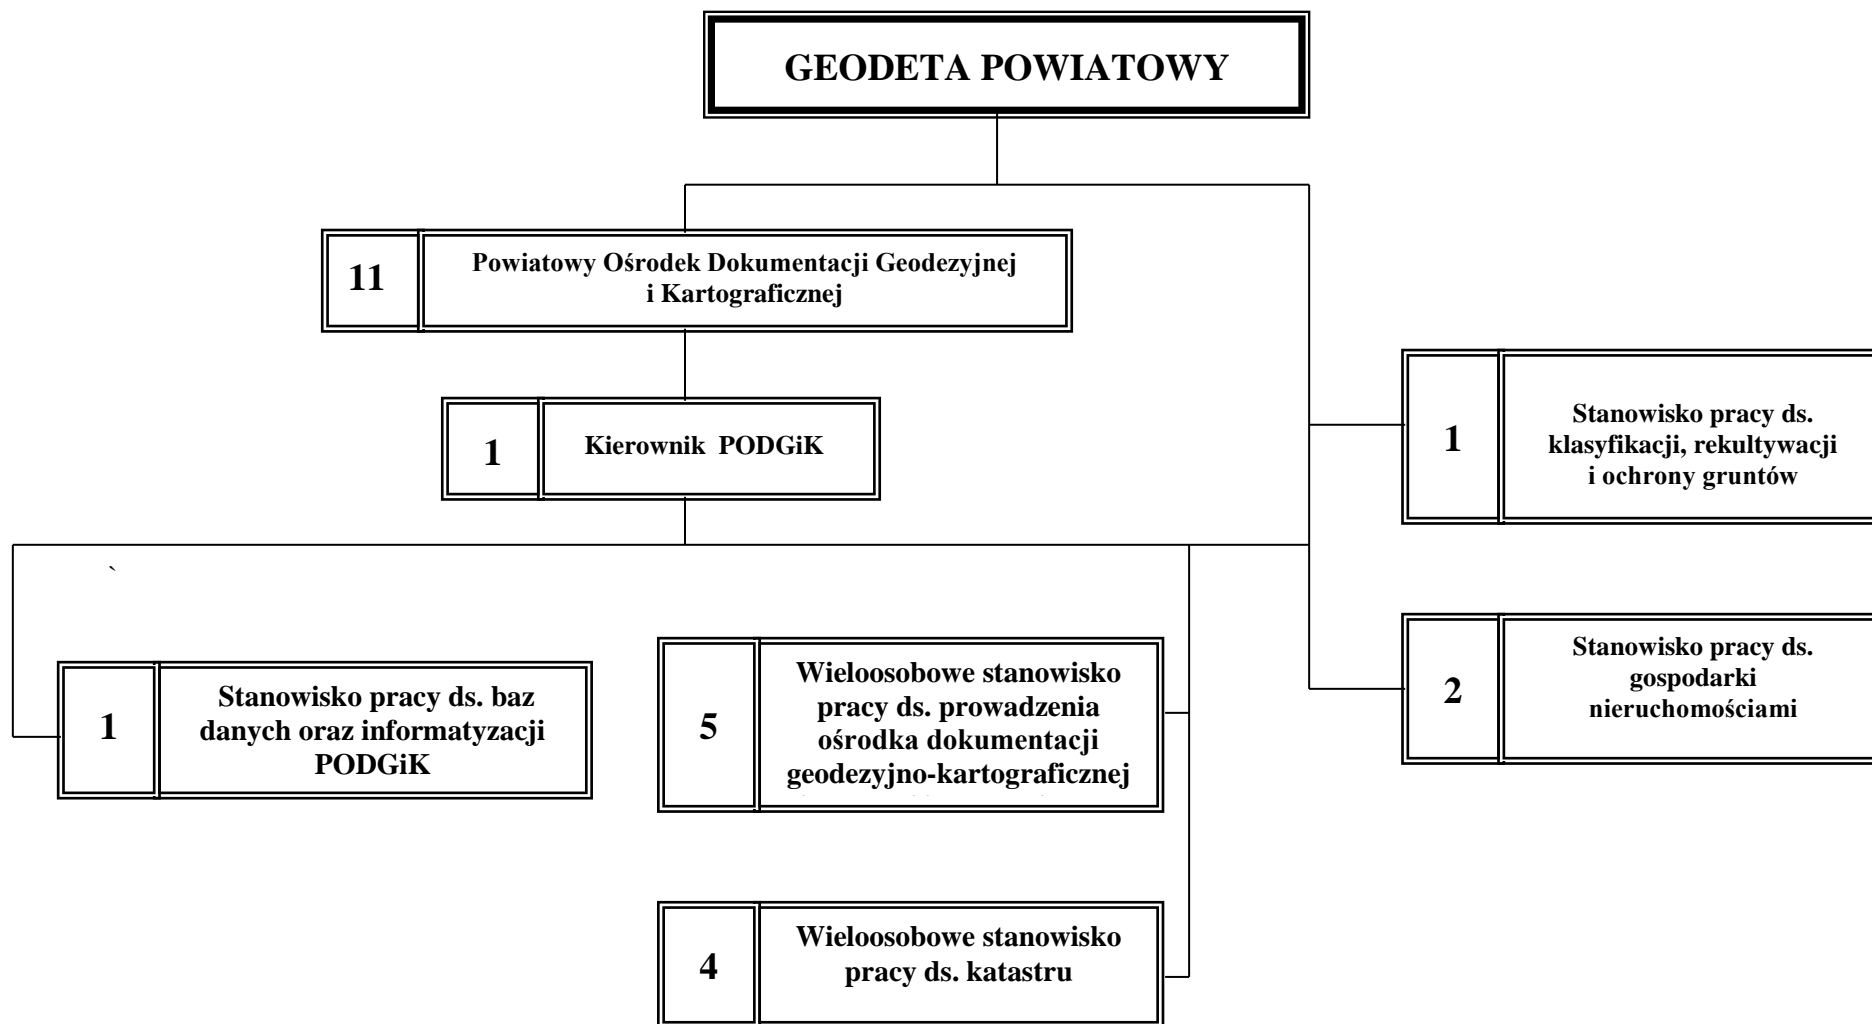 GEODETA POWIATOWY
11
Powiatowy Ośrodek Dokumentacji Geodezyjnej
i Kartograficznej
1
Kierownik PODGiK
1
Stanowisko pracy ds.
klasyfikacji, rekultywacji
i ochrony gruntów
`
2
Stanowisko pracy ds.
gospodarki
nieruchomościami
1
Stanowisko pracy ds. baz
danych oraz informatyzacji
PODGiK
5
Wieloosobowe stanowisko
pracy ds. prowadzenia
ośrodka dokumentacji
geodezyjno-kartograficznej
4
Wieloosobowe stanowisko
pracy ds. katastru